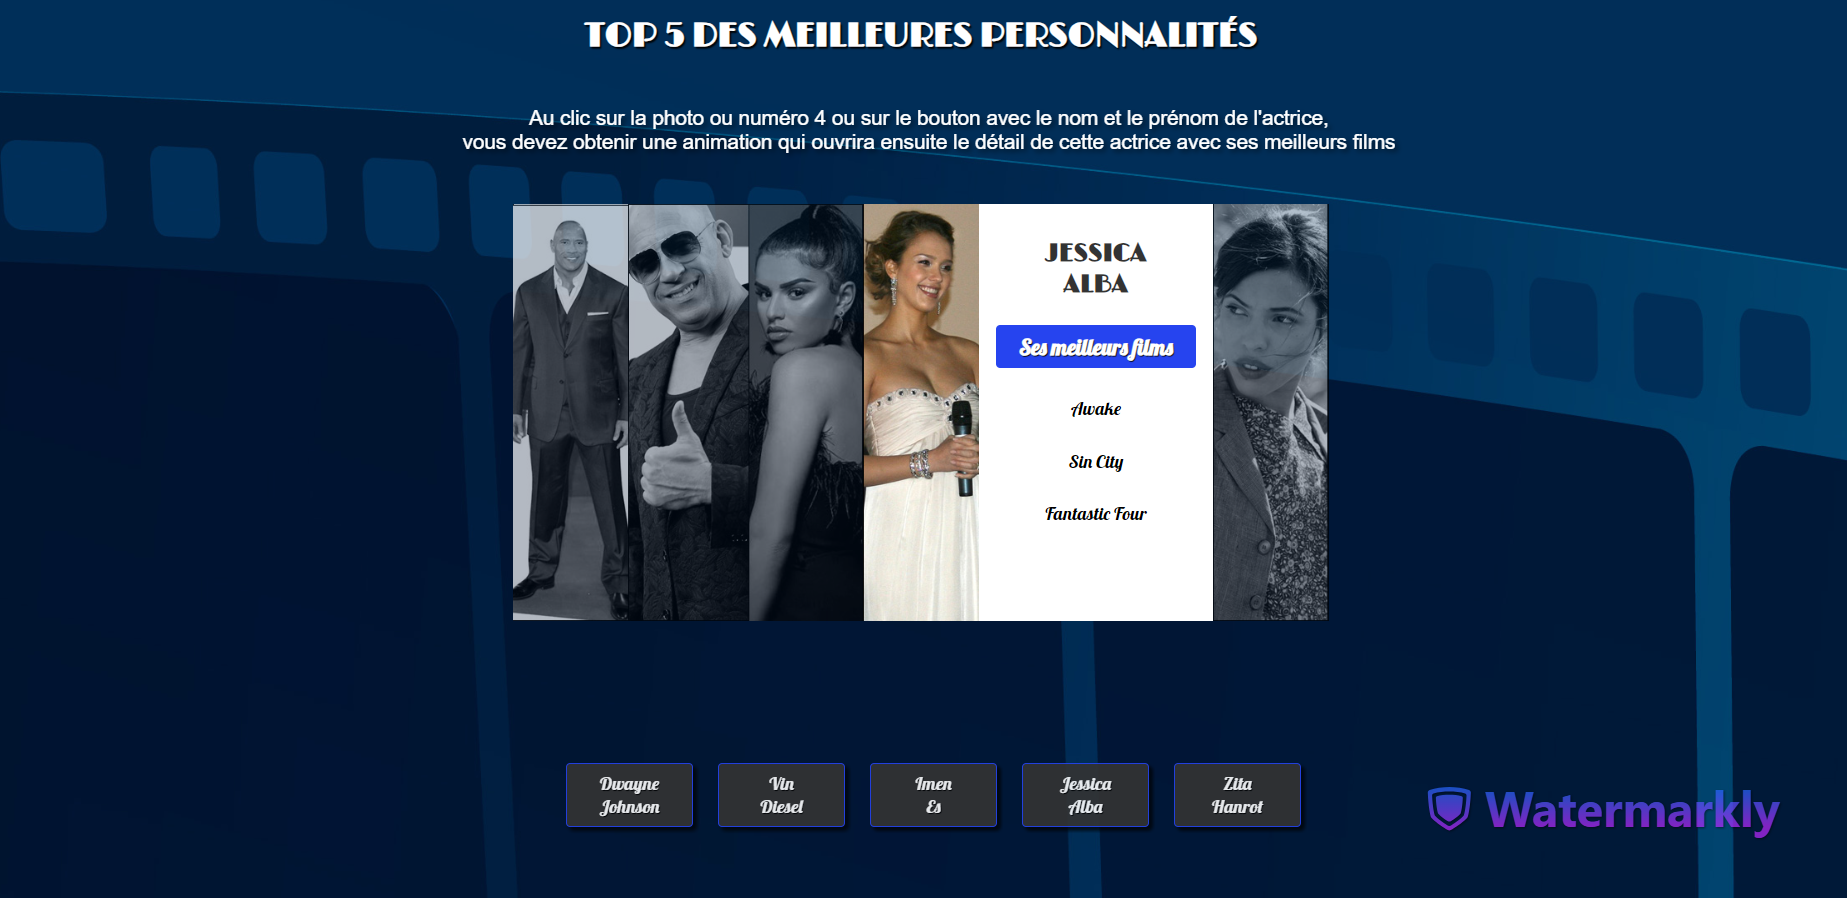 TOP 5 DES MEILLEURES PERSONNALITÉS
Au clic sur la photo ou numéro 4 ou sur le bouton avec le nom et le prénom de l'actrice,
vous devez obtenir une animation qui ouvrira ensuite le détail de cette actrice avec ses meilleurs films
JESSICA
ALBA
Ses meilleurs films
Awake
Sin City
Fantastic Four
Dwayne
Johnson
Vin
Diesel
Imen
Es
Jessica
Alba
Zita
Hanrot
Watermarkly